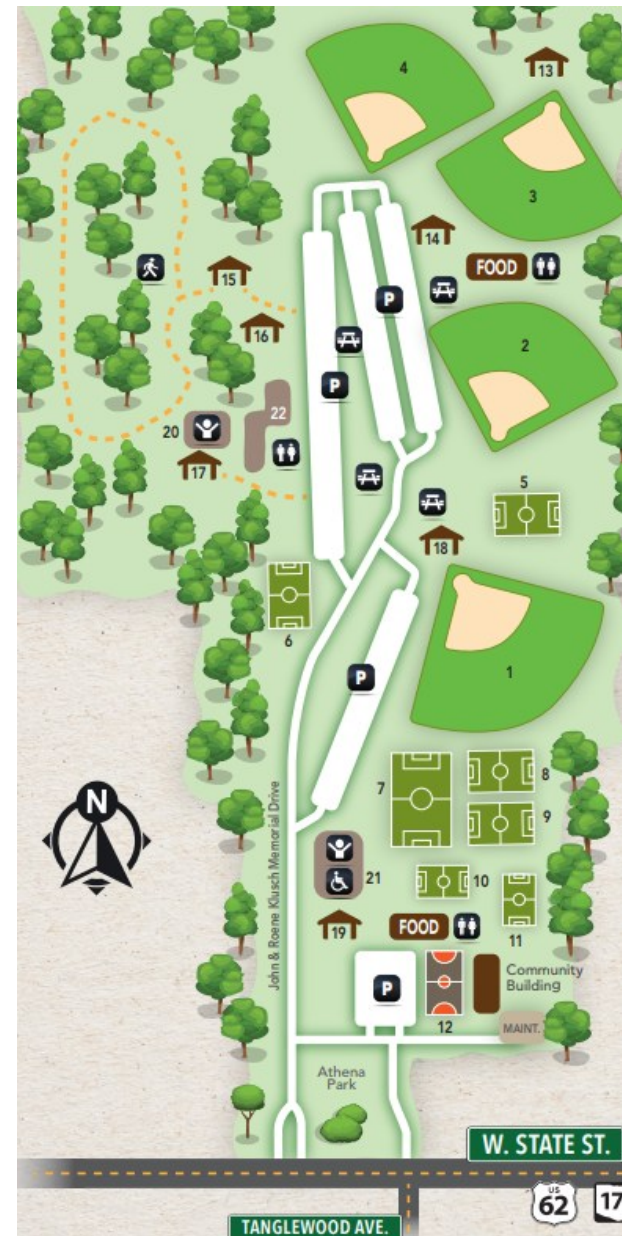 4
13
3
14
FOOD
15
P
16
2
P
22
20
17
5
18
6
1
P
7
8
9
John & Roene Klusch Memorial Drive
N
21
10
11
19
FOOD
Community
Building
P
12
MAINT.
Athena
Park
W. STATE ST.
US
62
17
TANGLEWOOD AVE.